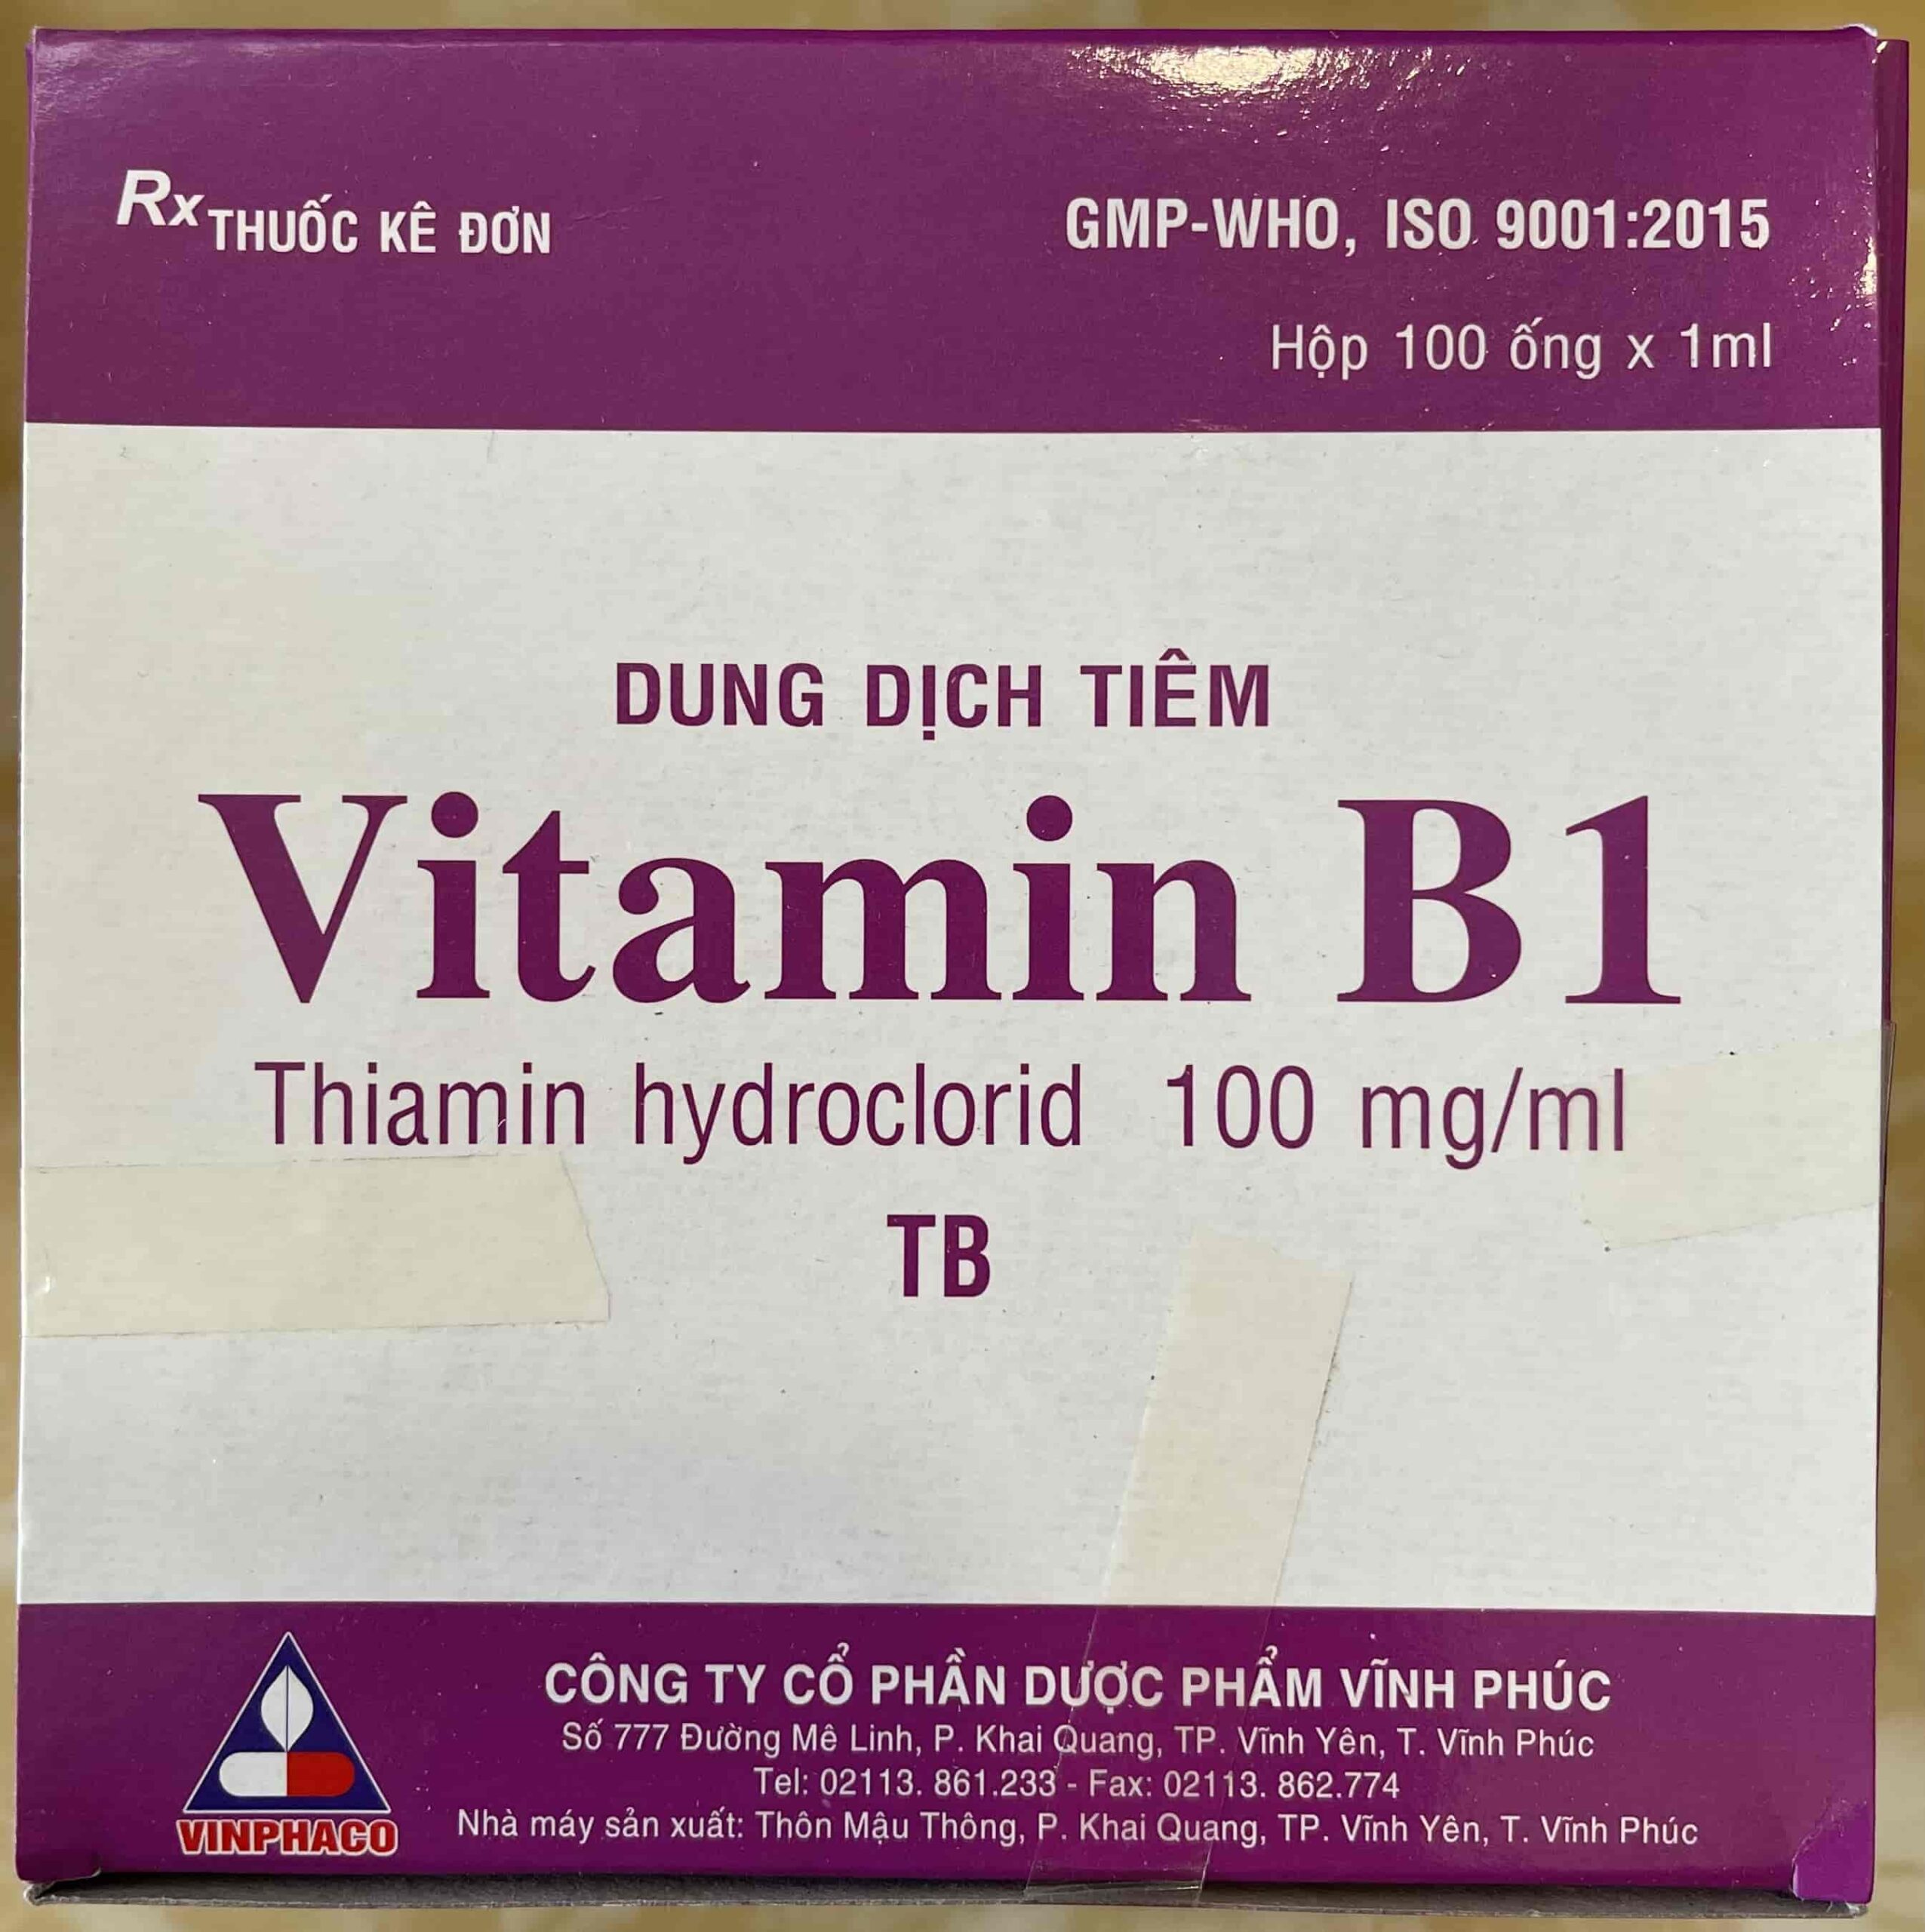 Rx THUỐC KÊ ĐƠN
GMP-WHO, ISO 9001:2015
Hộp 100 ống x 1ml
DUNG DỊCH TIÊM
Vitamin B1
Thiamin hydroclorid 100 mg/ml
TB
CÔNG TY CỔ PHẦN DƯỢC PHẨM VĨNH PHÚC
Số 777 Đường Mê Linh, P. Khai Quang, TP. Vĩnh Yên, T. Vĩnh Phúc
Tel: 02113. 861.233 - Fax: 02113. 862.774
Nhà máy sản xuất: Thôn Mậu Thông, P. Khai Quang, TP. Vĩnh Yên, T. Vĩnh Phúc
VINPHACO